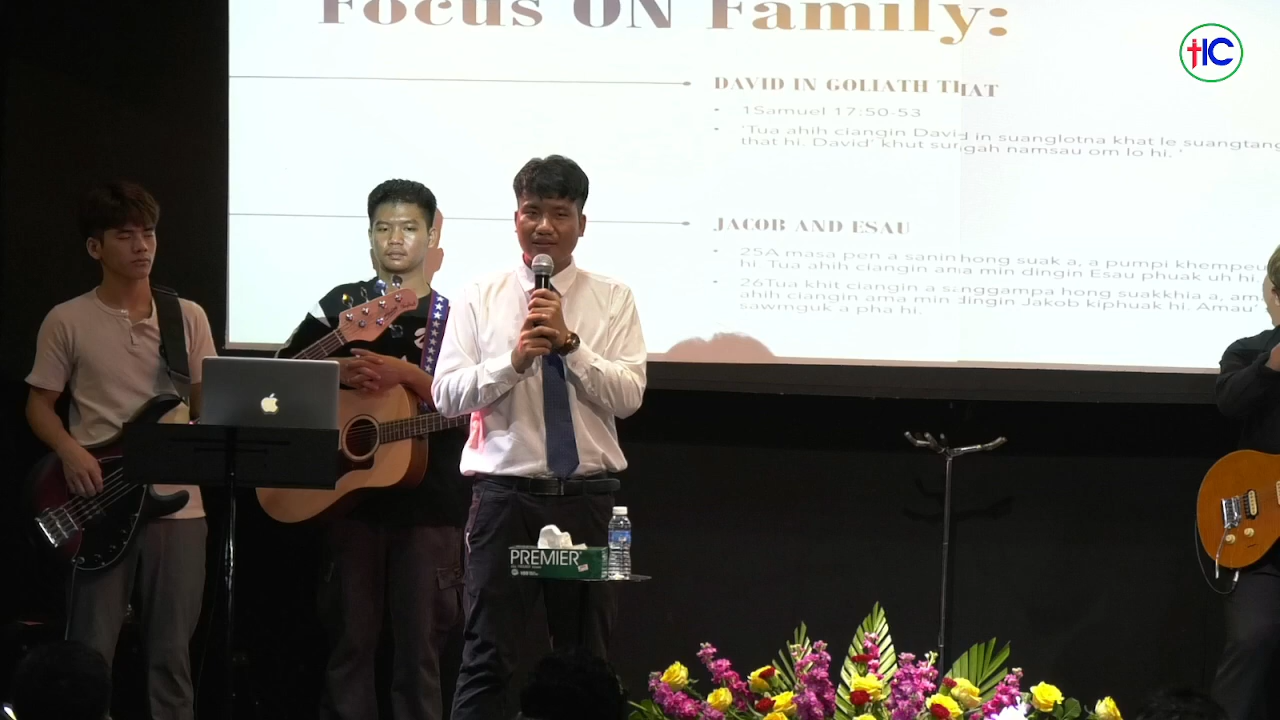 Focus ON Family:
IC
DAVID IN GOLIATH THAT
1Samuel 17:50-53
'Tua ahih ciangin David in suanglotna khat le suangtang
that hi. David' khut sungah namsau om lo hi. '
JACOB AND ESAU
25A masa pen a sanin hong suak a, a pumpi khempeu
hi. Tua ahih ciangin ama min dingin Esau phuak uh hi
26Tua khit ciangin a sanggampa hong suakkhia a, ama
ahih ciangin ama min dingin Jakob kiphuak hi. Amau'
sawmguk a pha hi.
PREMIER